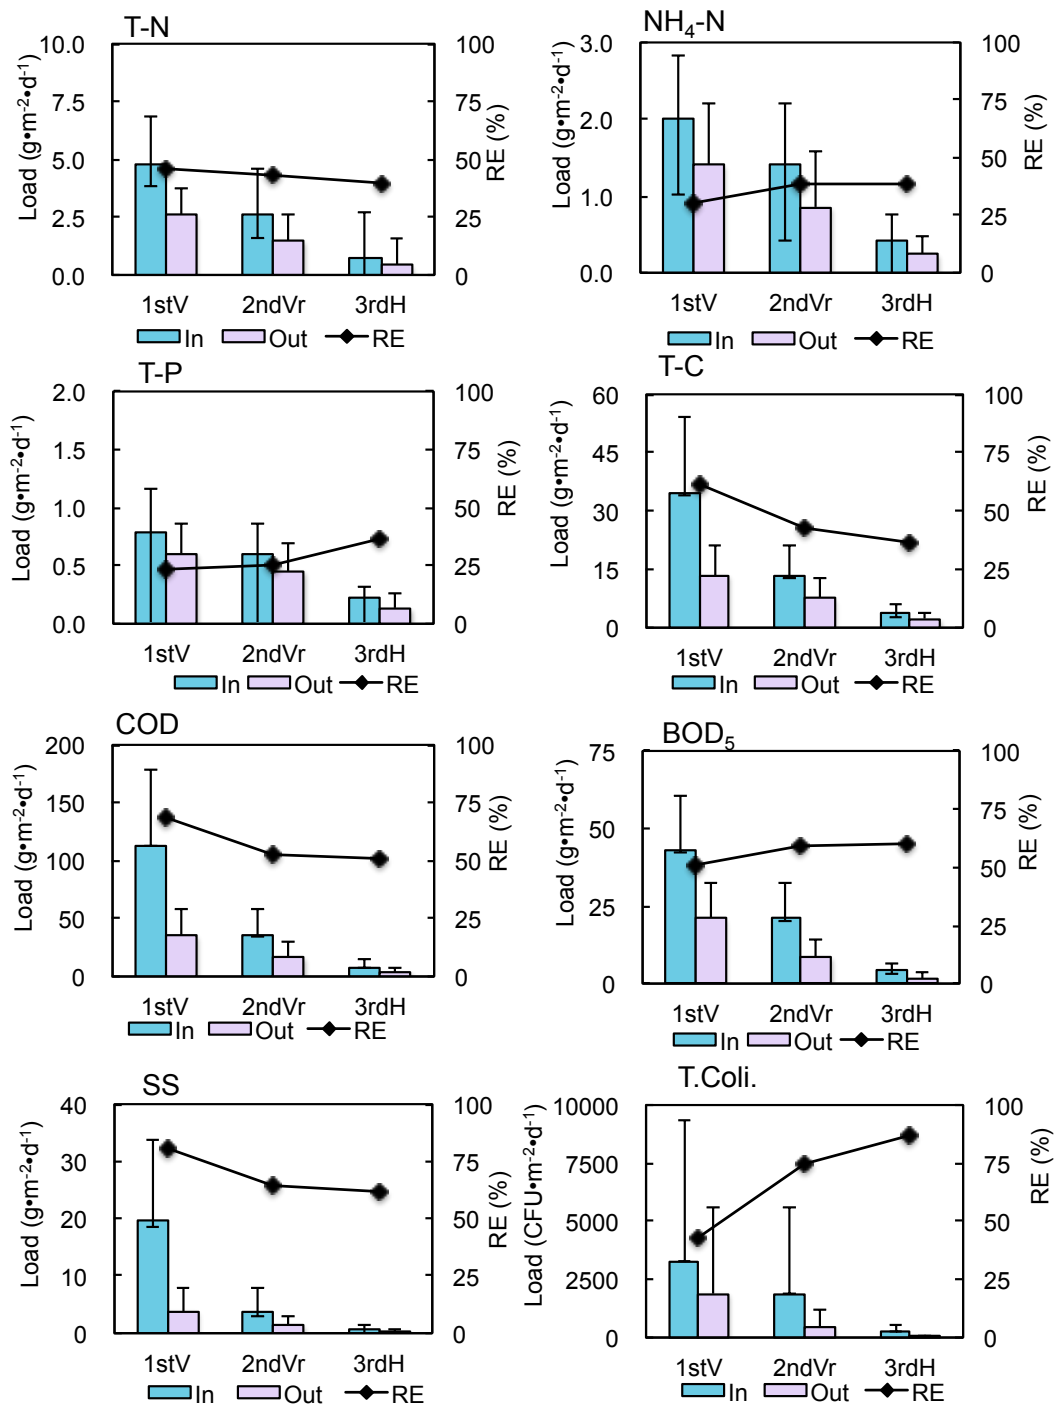 T-N
10.0
7.5
5.0
2.5
0.0
Load (g•m-2•d-1)
100
75
50
25
0
RE (%)
1stV 2ndVr 3rdH
In Out RE
NH4-N
3.0
2.0
1.0
0.0
Load (g•m-2•d-1)
100
75
50
25
0
RE (%)
1stV 2ndVr 3rdH
In Out RE
T-P
2.0
1.5
1.0
0.5
0.0
Load (g•m-2•d-1)
100
75
50
25
0
RE (%)
1stV 2ndVr 3rdH
In Out RE
T-C
60
45
30
15
0
Load (g•m-2•d-1)
100
75
50
25
0
RE (%)
1stV 2ndVr 3rdH
In Out RE
COD
200
150
100
50
0
Load (g•m-2•d-1)
100
75
50
25
0
RE (%)
1stV 2ndVr 3rdH
In Out RE
BOD5
75
50
25
0
Load (g•m-2•d-1)
100
75
50
25
0
RE (%)
1stV 2ndVr 3rdH
In Out RE
SS
40
30
20
10
0
Load (g•m-2•d-1)
100
75
50
25
0
RE (%)
1stV 2ndVr 3rdH
In Out RE
T.Coli.
10000
7500
5000
2500
0
Load (CFU•m-2•d-1)
100
75
50
25
0
RE (%)
1stV 2ndVr 3rdH
In Out RE